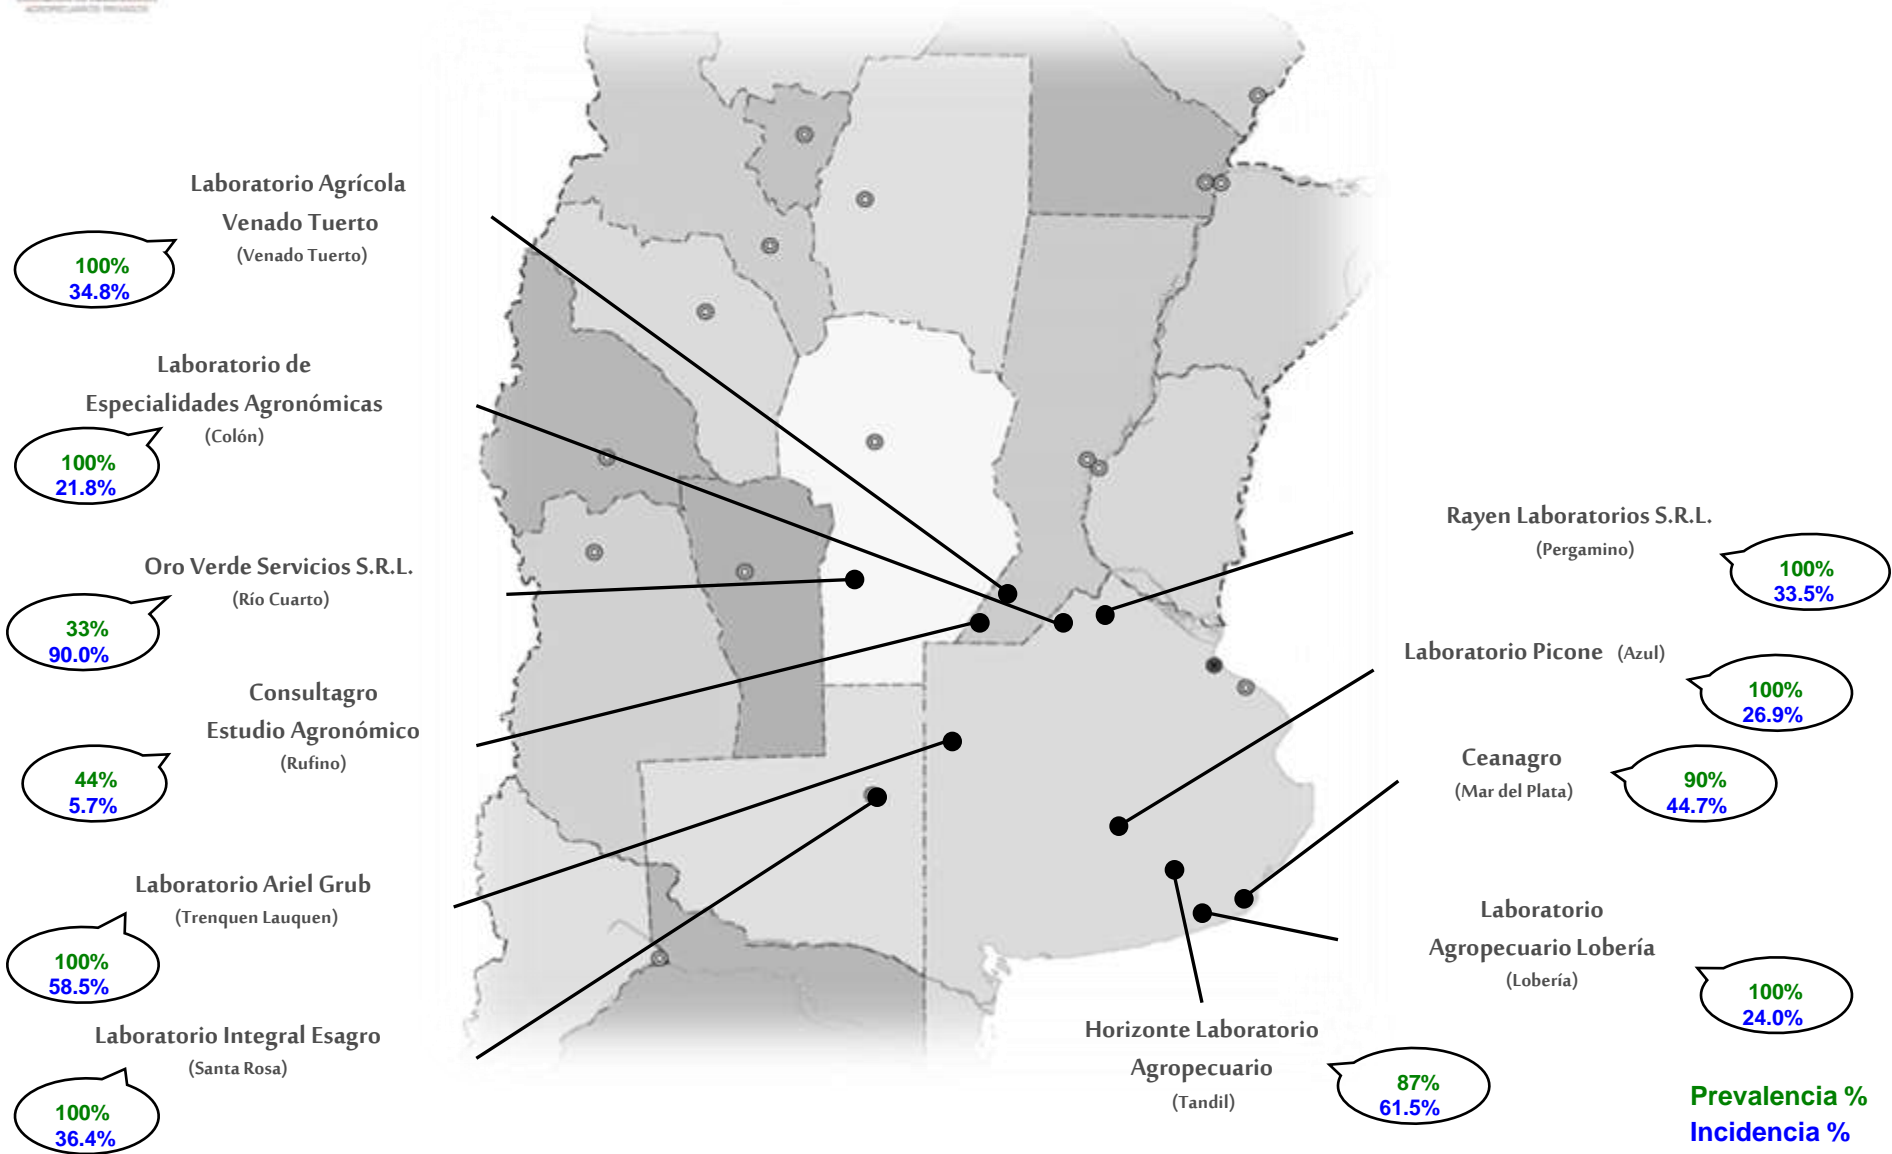 AGROPECUARIOS PRIVADOS
Laboratorio Agrícola
Venado Tuerto
(Venado Tuerto)
100%
34.8%
Laboratorio de
Especialidades Agronómicas
(Colón)
100%
21.8%
Oro Verde Servicios S.R.L.
(Río Cuarto)
33%
90.0%
Consultagro
Estudio Agronómico
(Rufino)
44%
5.7%
Laboratorio Ariel Grub
(Trenquen Lauquen)
100%
58.5%
Laboratorio Integral Esagro
(Santa Rosa)
100%
36.4%
Rayen Laboratorios S.R.L.
(Pergamino)
100%
33.5%
Laboratorio Picone (Azul)
100%
26.9%
Ceanagro
(Mar del Plata)
90%
44.7%
Laboratorio
Agropecuario Lobería
(Lobería)
100%
24.0%
Horizonte Laboratorio
Agropecuario
(Tandil)
87%
61.5%
Prevalencia %
Incidencia %